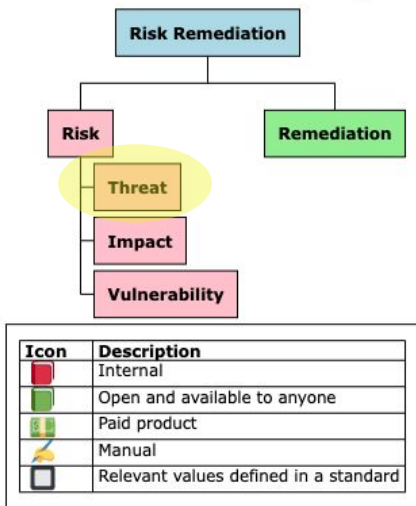 Risk Remediation
Risk
Remediation
Threat
Impact
Vulnerability
Icon Description
Internal
Open and available to anyone
Paid product
Manual
Relevant values defined in a standard